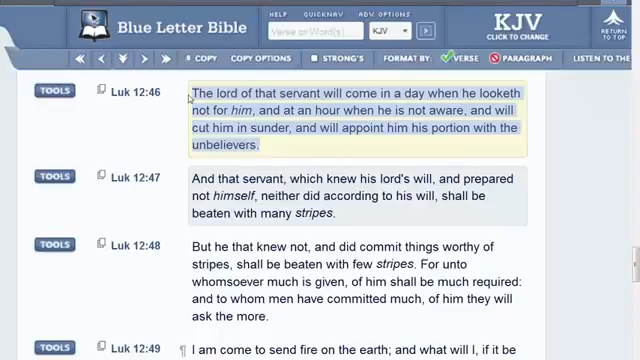 HELP QUICKNAV ADV. OPTIONS
Blue Letter Bible
Verse or Word(s)
KJV
KJV
CLICK TO CHANGE
RETURN
TO TOP
COPY COPY OPTIONS STRONG'S FORMAT BY: VERSE PARAGRAPH LISTEN TO THE
TOOLS Luk 12:46 The lord of that servant will come in a day when he looketh
not for him, and at an hour when he is not aware, and will
cut him in sunder, and will appoint him his portion with the
unbelievers.
TOOLS Luk 12:47 And that servant, which knew his lord's will, and prepared
not himself, neither did according to his will, shall be
beaten with many stripes.
TOOLS Luk 12:48 But he that knew not, and did commit things worthy of
stripes, shall be beaten with few stripes. For unto
whomsoever much is given, of him shall be much required:
and to whom men have committed much, of him they will
ask the more.
TOOLS Luk 12:49 ¶ I am come to send fire on the earth; and what will I, if it be